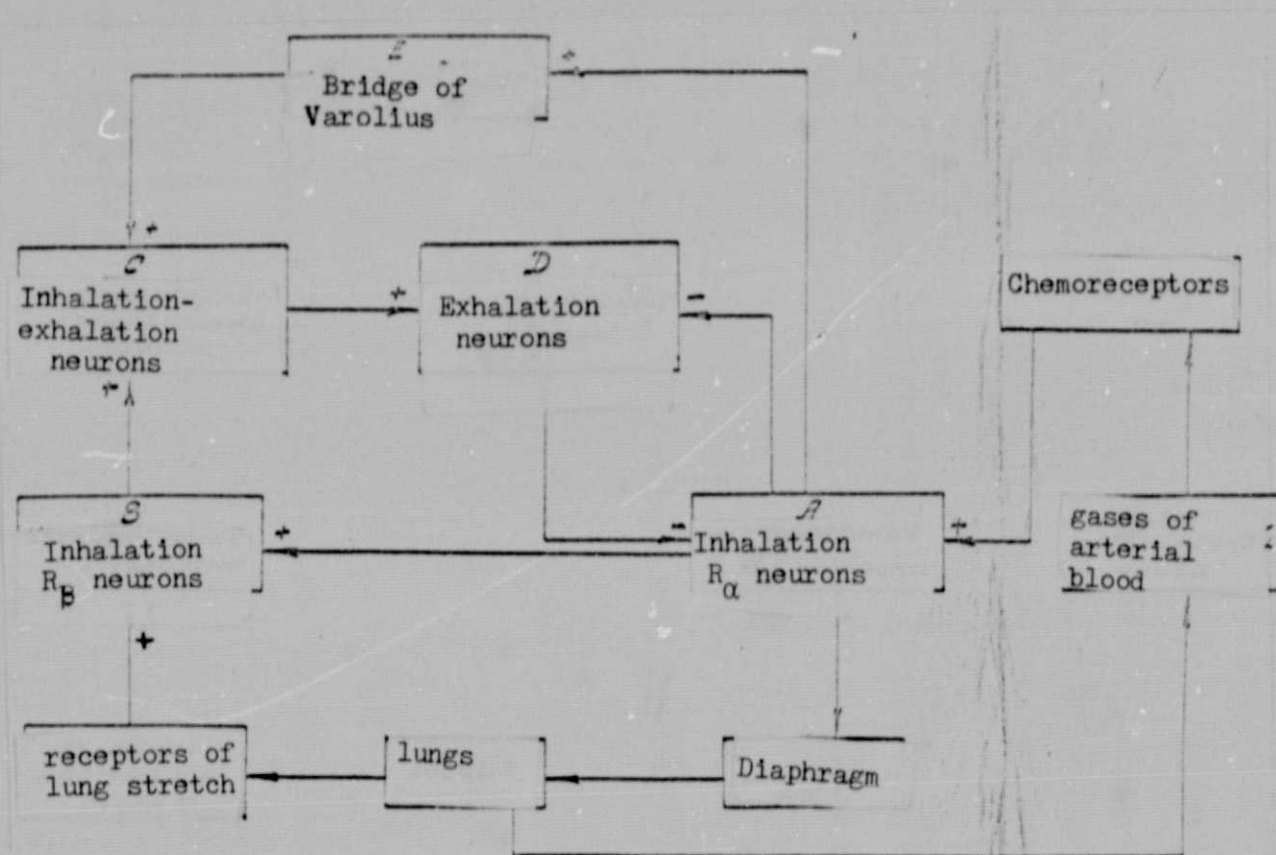 +
Bridge of
Varolius
+
C
Inhalation-
exhalation
neurons
+
+
D
Exhalation
neurons
-
Chemoreceptors
+
B
Inhalation
Rβ neurons
+
-
A
Inhalation
Rα neurons
+
gases of
arterial
blood
+
receptors of
lung stretch
lungs
Diaphragm